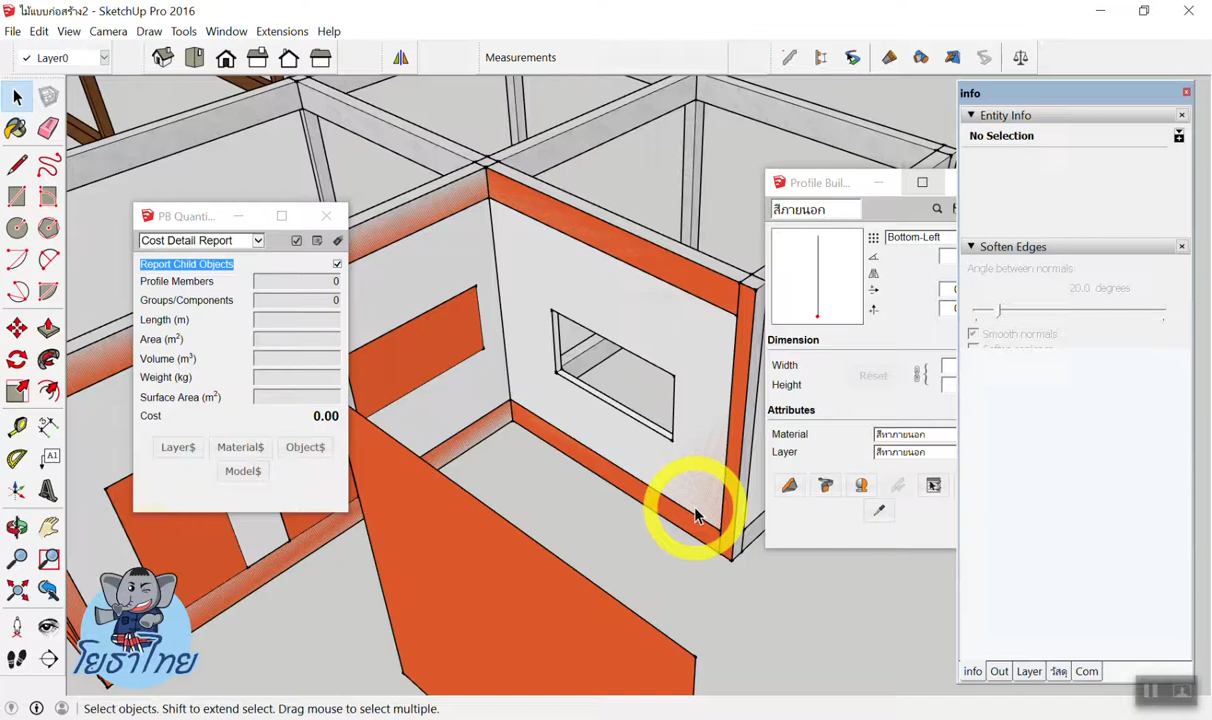 ไม้แบบก่อสร้าง2 - SketchUp Pro 2016
File Edit View Camera Draw Tools Window Extensions Help
Layer0
Measurements
info
Entity Info
No Selection
Profile Buil...
สีภายนอก
Bottom-Left
Dimension
Width
Height
Reset
Attributes
Material สีทาภายนอก
Layer สีทาภายนอก
PB Quanti...
Cost Detail Report
Report Child Objects
Profile Members 0
Groups/Components 0
Length (m)
Area (m²)
Volume (m³)
Weight (kg)
Surface Area (m²)
Cost 0.00
Layer$ Material$ Object$
Model$
Soften Edges
Angle between normals:
20.0 degrees
Smooth normals
A1
โยธาไทย
info Out Layer วัสดุ Com
Select objects. Shift to extend select. Drag mouse to select multiple.